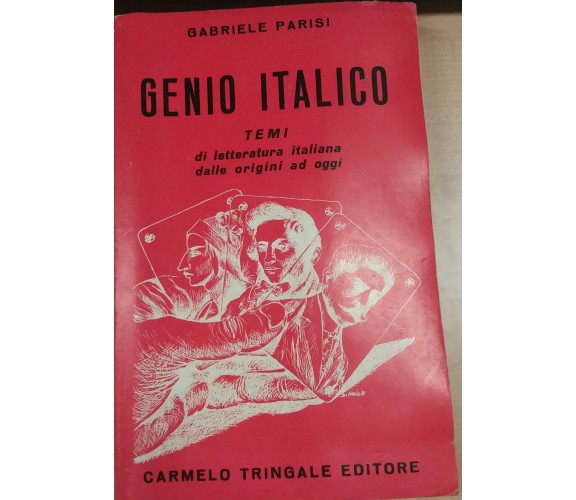 GABRIELE PARISI
GENIO ITALICO
TEMI
di letteratura italiana
dalle origini ad oggi
CARMELO TRINGALE EDITORE